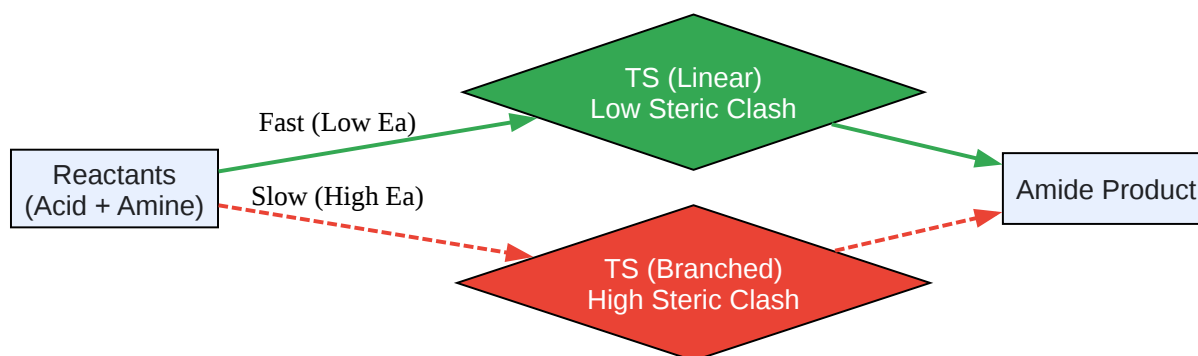 TS (Linear)
Low Steric Clash
Fast (Low Ea)
Reactants
(Acid + Amine)
Slow (High Ea)
Amide Product
TS (Branched)
High Steric Clash